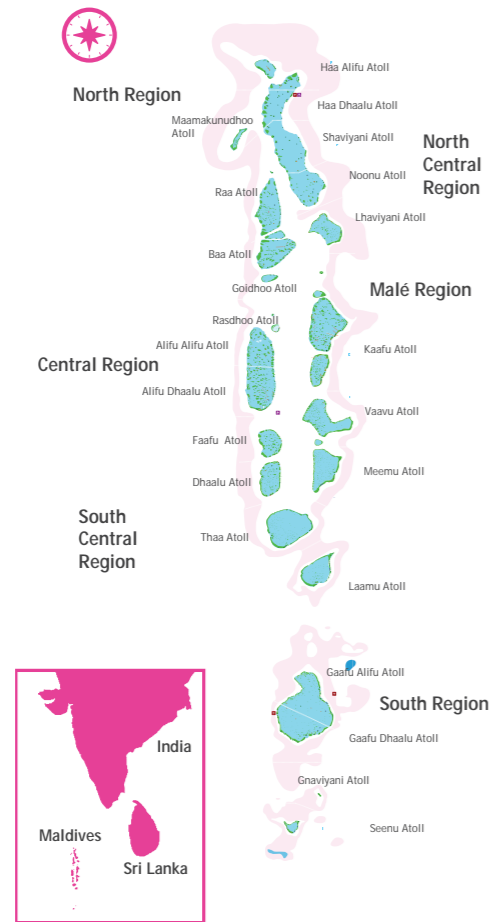 Haa Alifu Atoll
North Region
Haa Dhaalu Atoll
Maamakunudhoo
Atoll
Shaviyani Atoll
North
Central
Region
Noonu Atoll
Raa Atoll
Lhaviyani Atoll
Baa Atoll
Goidhoo Atoll
Malé Region
Rasdhoo Atoll
Alifu Alifu Atoll
Kaafu Atoll
Central Region
Alifu Dhaalu Atoll
Vaavu Atoll
Faafu Atoll
Meemu Atoll
Dhaalu Atoll
South
Central
Region
Thaa Atoll
Laamu Atoll
Gaafu Alifu Atoll
South Region
Gaafu Dhaalu Atoll
Gnaviyani Atoll
Seenu Atoll
India
Maldives
Sri Lanka